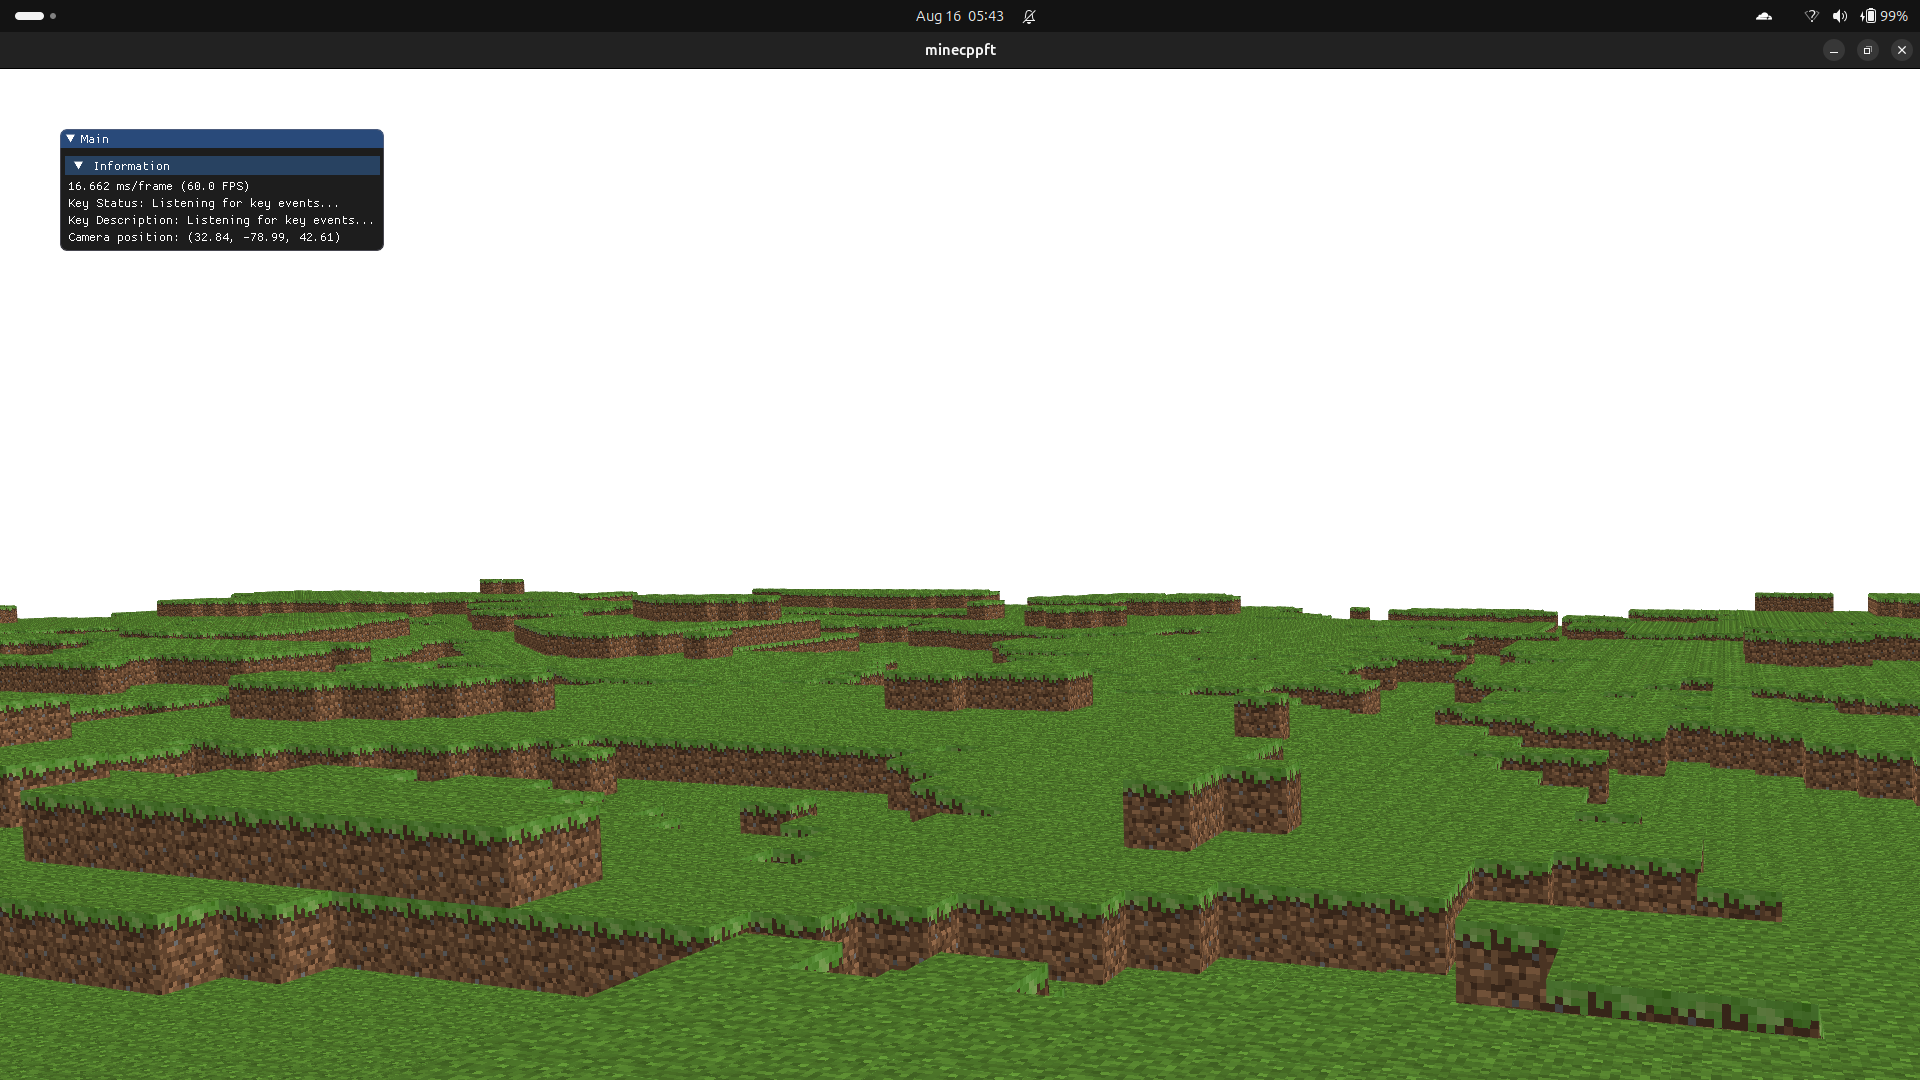 Aug 16 05:43
99%
minecppft
Main
Information
16.662 ms/frame (60.0 FPS)
Key Status: Listening for key events...
Key Description: Listening for key events...
Camera position: (32.84, -78.99, 42.61)